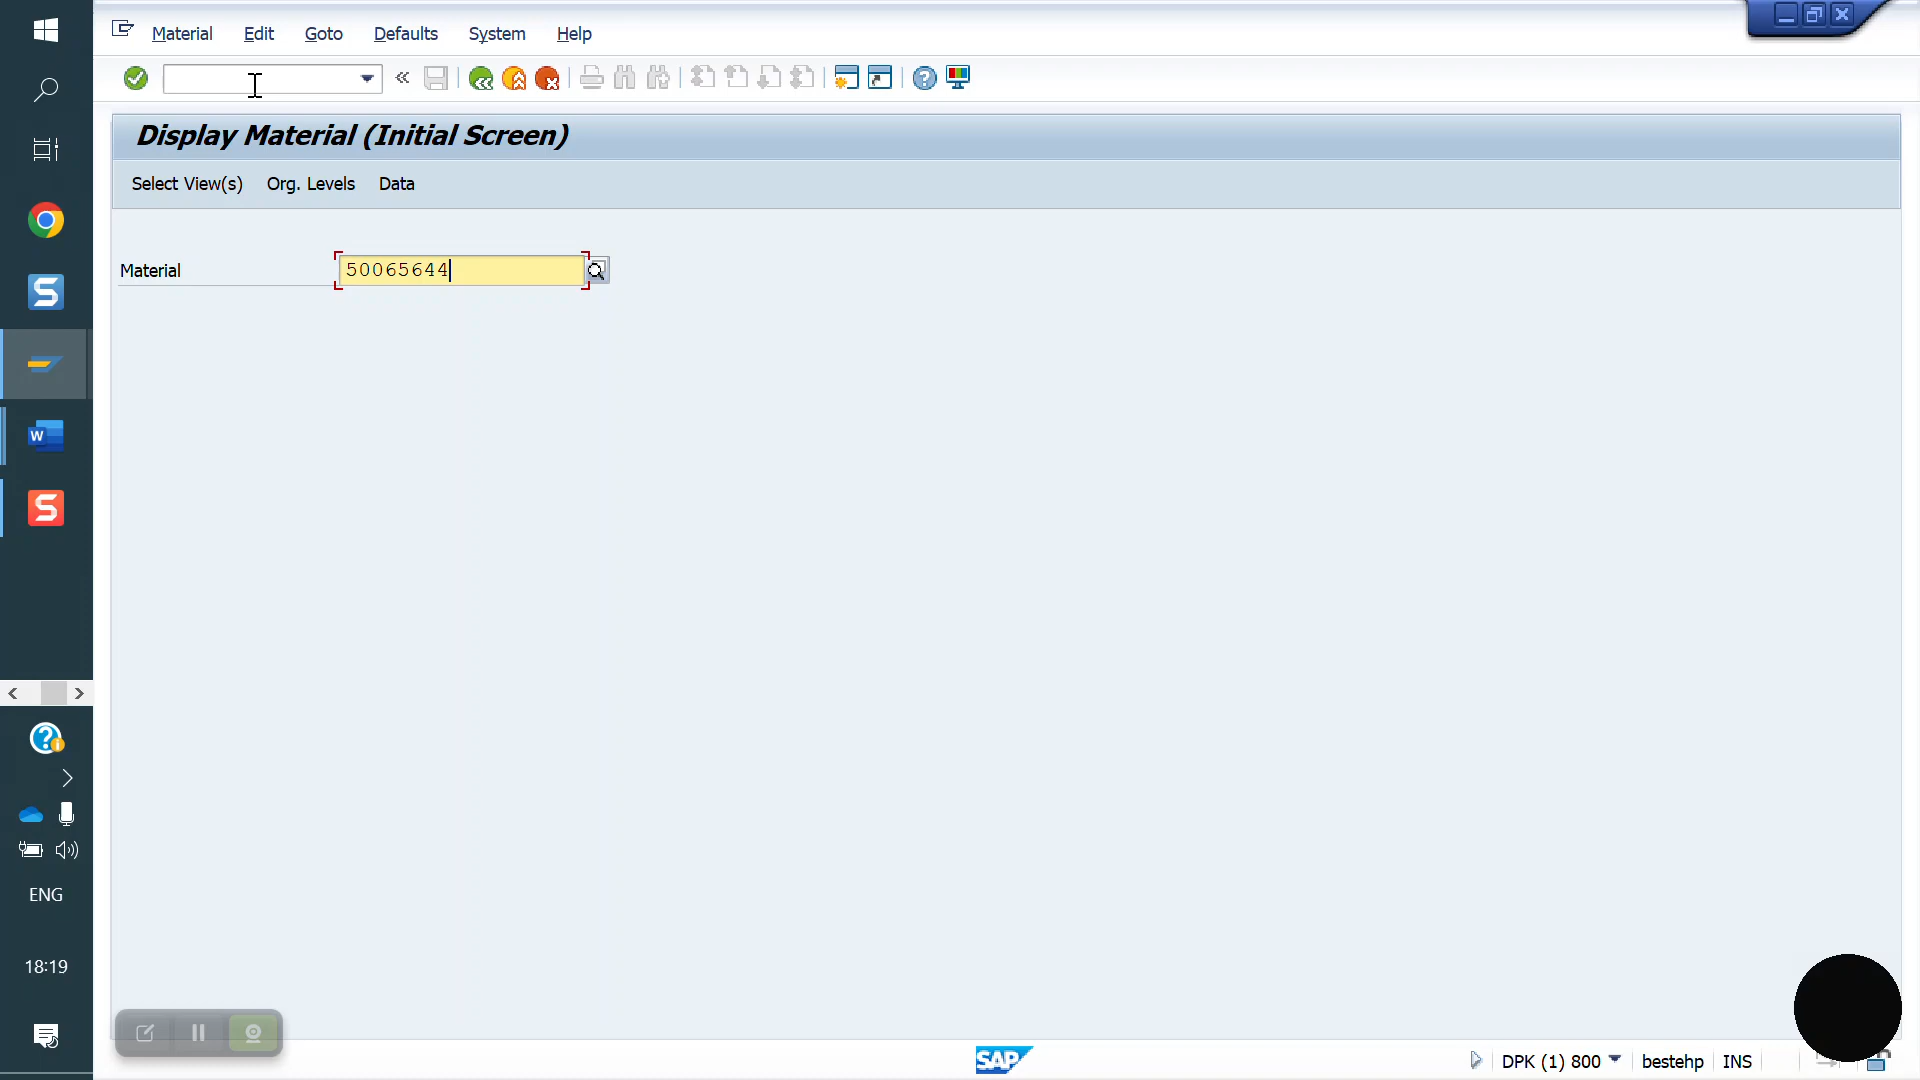 Material Edit Goto Defaults System Help
Display Material (Initial Screen)
Select View(s) Org. Levels Data
Material 50065644
ENG
18:19
SAP DPK (1) 800 bestehp INS